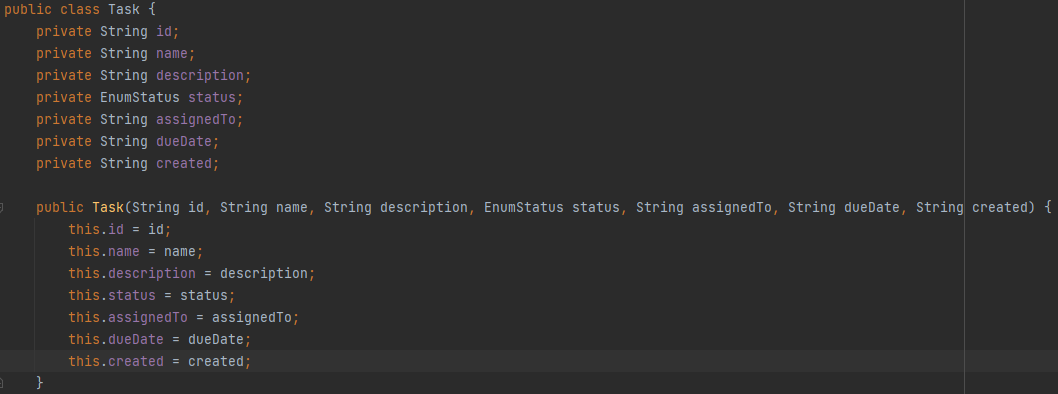 public class Task {
    private String id;
    private String name;
    private String description;
    private EnumStatus status;
    private String assignedTo;
    private String dueDate;
    private String created;

    public Task(String id, String name, String description, EnumStatus status, String assignedTo, String dueDate, String created) {
        this.id = id;
        this.name = name;
        this.description = description;
        this.status = status;
        this.assignedTo = assignedTo;
        this.dueDate = dueDate;
        this.created = created;
    }